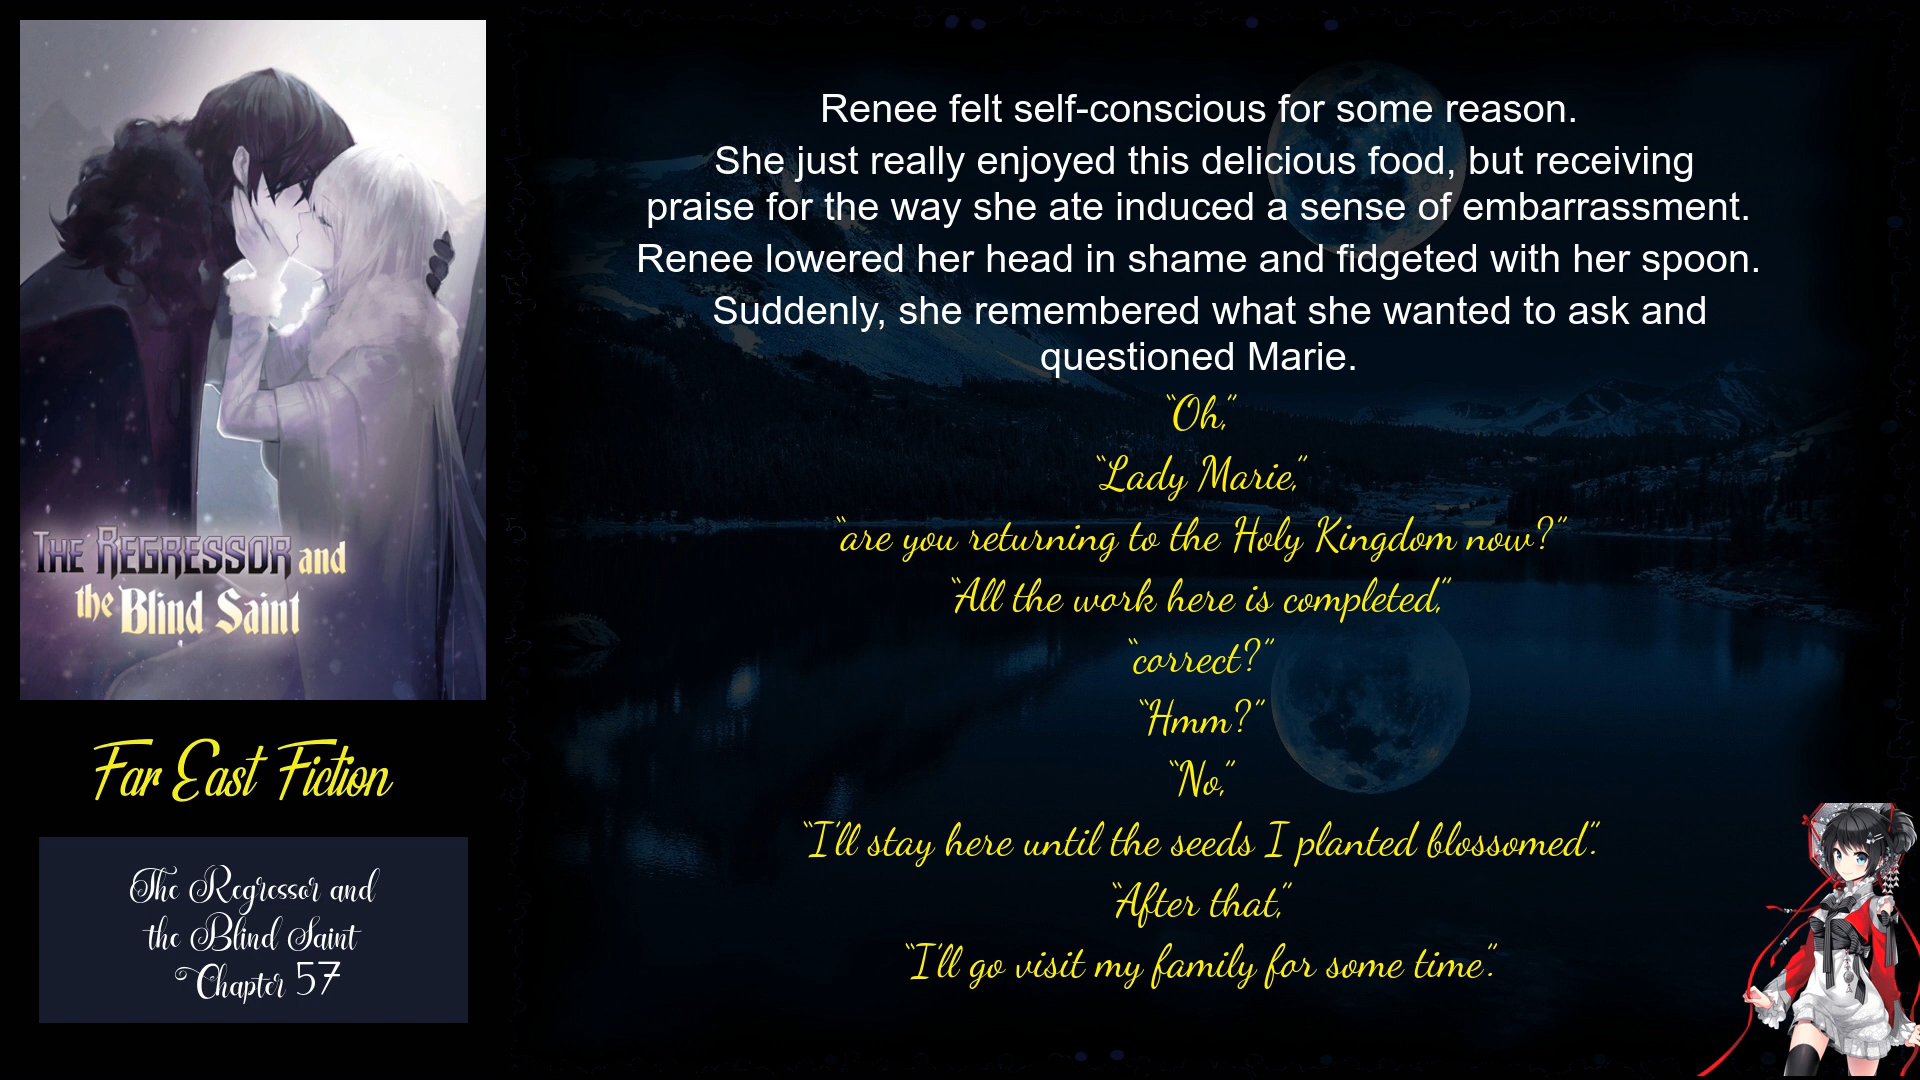 THE REGRESSOR and
the Blind Saint
Far East Fiction
The Regressor and
the Blind Saint
Chapter 57
Renee felt self-conscious for some reason.
She just really enjoyed this delicious food, but receiving
praise for the way she ate induced a sense of embarrassment.
Renee lowered her head in shame and fidgeted with her spoon.
Suddenly, she remembered what she wanted to ask and
questioned Marie.
“Oh,”
“Lady Marie,”
“are you returning to the Holy Kingdom now?”
“All the work here is completed,”
“correct?”
“Hmm?”
“No,”
“I’ll stay here until the seeds I planted blossomed”.
“After that,”
“I’ll go visit my family for some time”.